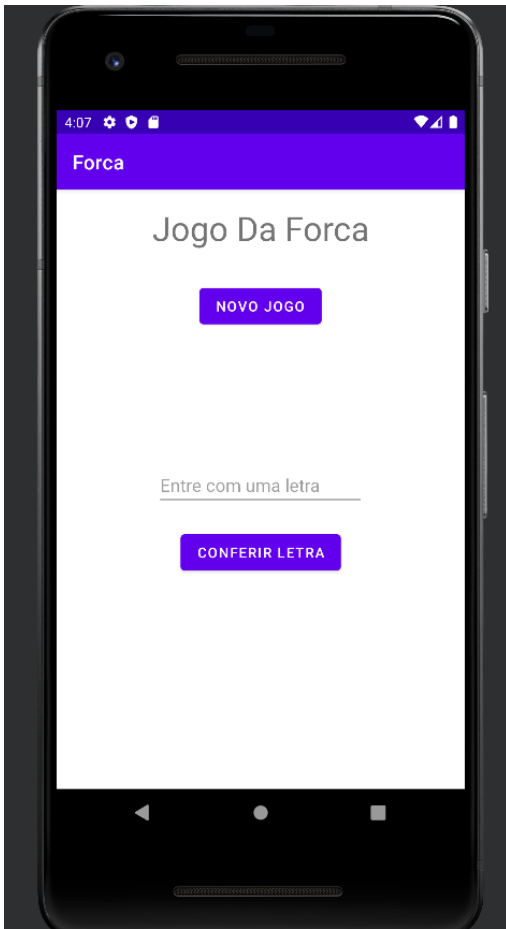 4:07
Forca
Jogo Da Forca
NOVO JOGO
Entre com uma letra
CONFERIR LETRA